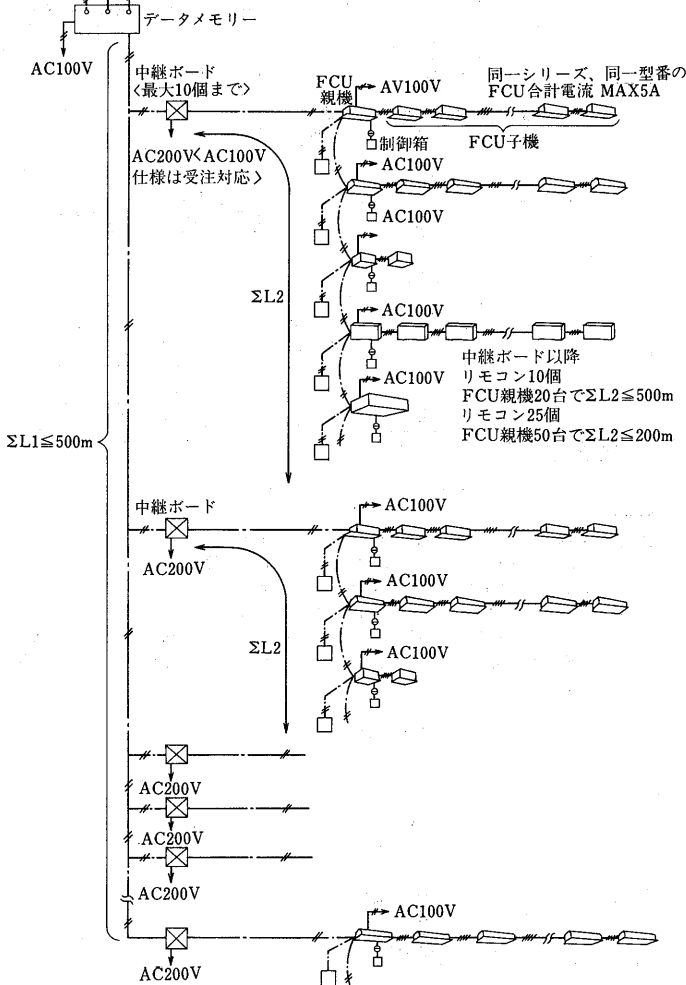 データメモリー
AC100V
中継ボード
<最大10個まで>
AC200V<AC100V
仕様は受注対応>
FCU
親機
AV100V
同一シリーズ、同一型番の
FCU合計電流 MAX5A
制御箱
FCU子機
AC100V
AC100V
ΣL2
AC100V
AC100V
中継ボード以降
リモコン10個
FCU親機20台でΣL2≦500m
リモコン25個
FCU親機50台でΣL2≦200m
ΣL1≦500m
中継ボード
AC200V
AC100V
AC100V
ΣL2
AC100V
AC200V
AC200V
AC200V
AC100V
AC200V